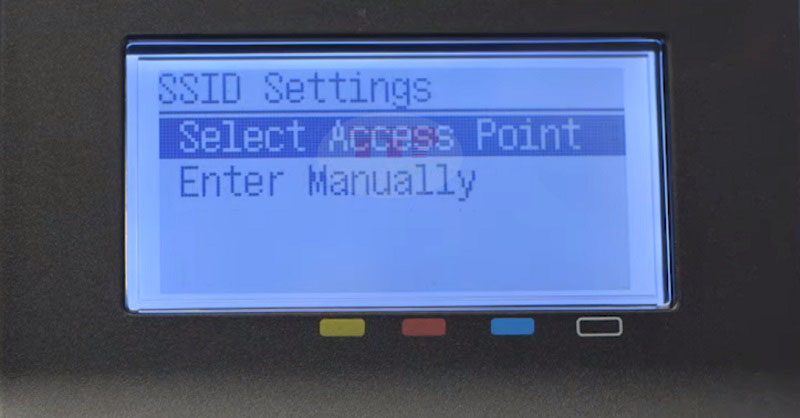 SSID Settings
Select Access Point
Enter Manually